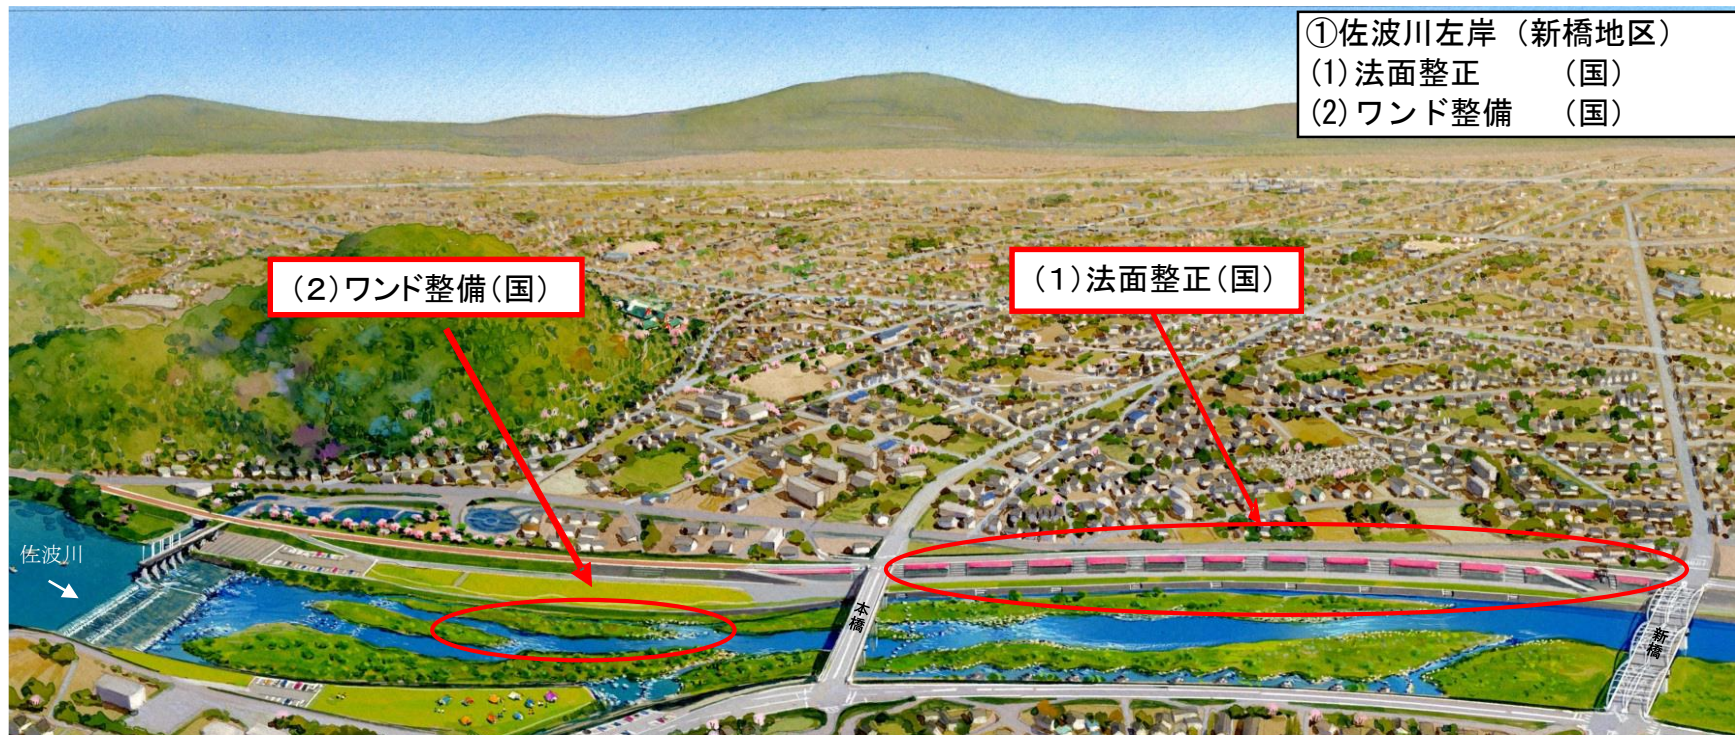 ①佐波川左岸（新橋地区）
(1)法面整正　　（国）
(2)ワンド整備　（国）
（２）ワンド整備（国）
（１）法面整正（国）
佐波川
本橋
新橋